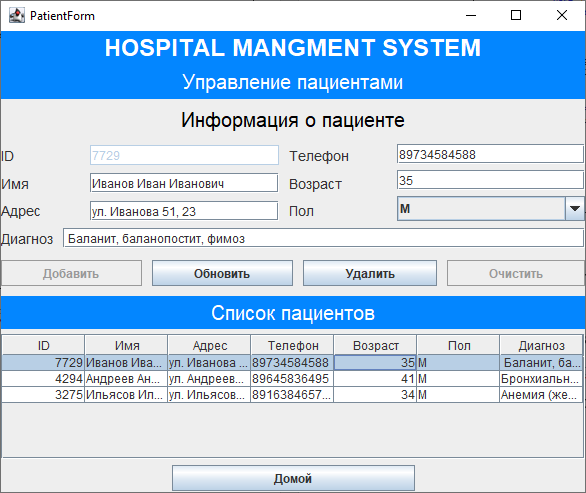 PatientForm
HOSPITAL MANGMENT SYSTEM
Управление пациентами
Информация о пациенте
ID 7729 Телефон 89734584588
Имя Иванов Иван Иванович Возраст 35
Адрес ул. Иванова 51, 23 Пол М
Диагноз Баланит, баланопостит, фимоз
Добавить Обновить Удалить Очистить
Список пациентов
ID Имя Адрес Телефон Возраст Пол Диагноз
7729 Иванов Ива... ул. Иванова ... 89734584588 35 М Баланит, ба...
4294 Андреев Ан... ул. Андреев... 89645836495 41 М Бронхиальн...
3275 Ильясов Ил... ул. Ильясов... 8916384657... 34 М Анемия (же...
Домой